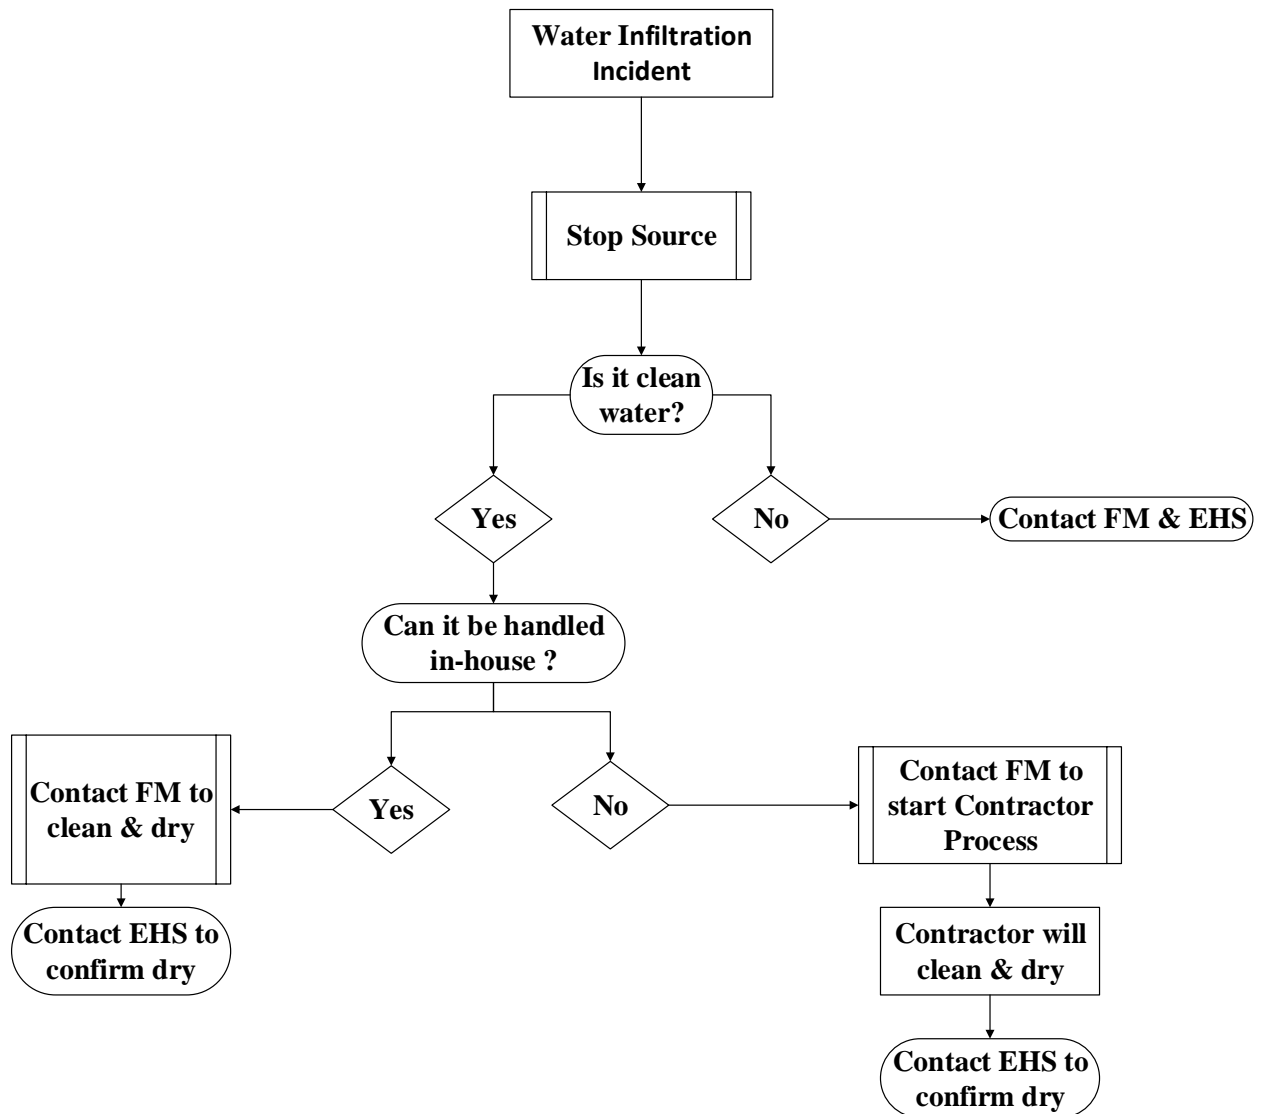 Water Infiltration
Incident
Stop Source
Is it clean
water?
Yes
No
Contact FM & EHS
Can it be handled
in-house ?
Contact FM to
clean & dry
Yes
No
Contact FM to
start Contractor
Process
Contact EHS to
confirm dry
Contractor will
clean & dry
Contact EHS to
confirm dry